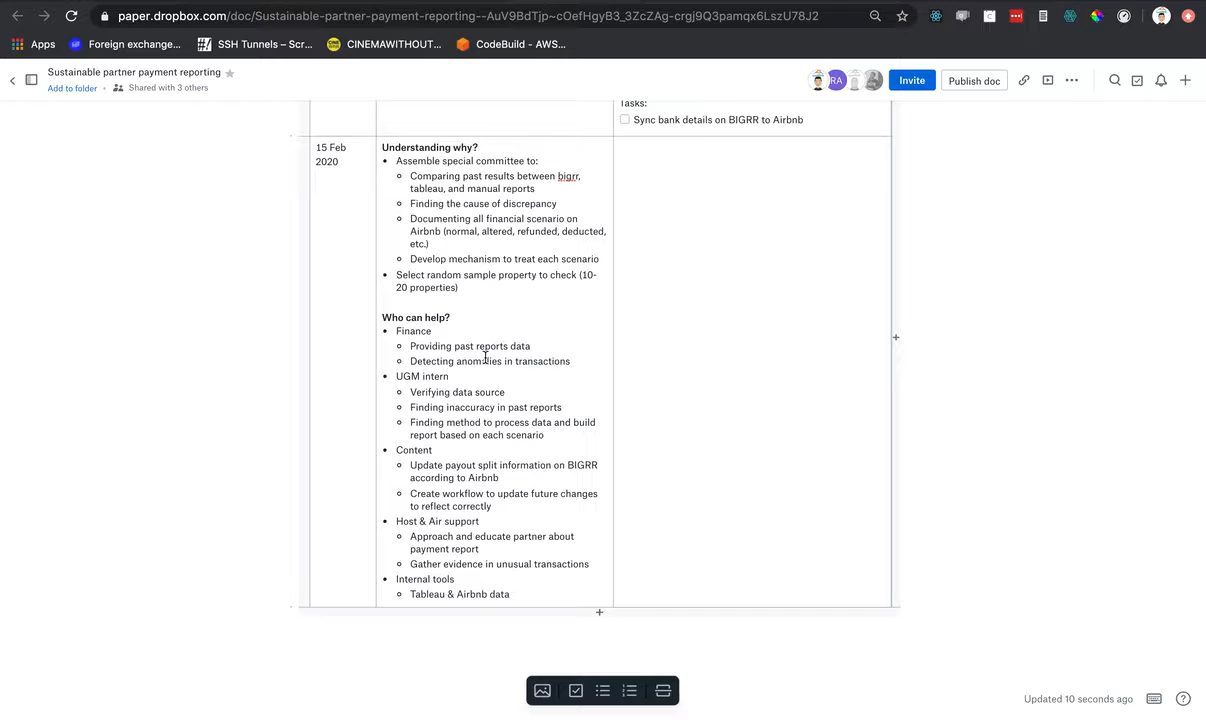 paper.dropbox.com/doc/Sustainable-partner-payment-reporting--AuV9BdTjp~cOefHgyB3_3ZcZAg-crgj9Q3pamqx6LszU78J2
Apps
Foreign exchange...
SSH Tunnels – Scr...
CINEMAWITHOUT...
CodeBuild - AWS...
Sustainable partner payment reporting
Add to folder
Shared with 3 others
RA
Invite
Publish doc
Tasks:
Sync bank details on BIGRR to Airbnb
15 Feb
2020
Understanding why?
Assemble special committee to:
Comparing past results between bigrr,
tableau, and manual reports
Finding the cause of discrepancy
Documenting all financial scenario on
Airbnb (normal, altered, refunded, deducted,
etc.)
Develop mechanism to treat each scenario
Select random sample property to check (10-
20 properties)
Who can help?
Finance
Providing past reports data
Detecting anomalies in transactions
UGM intern
Verifying data source
Finding inaccuracy in past reports
Finding method to process data and build
report based on each scenario
Content
Update payout split information on BIGRR
according to Airbnb
Create workflow to update future changes
to reflect correctly
Host & Air support
Approach and educate partner about
payment report
Gather evidence in unusual transactions
Internal tools
Tableau & Airbnb data
Updated 10 seconds ago